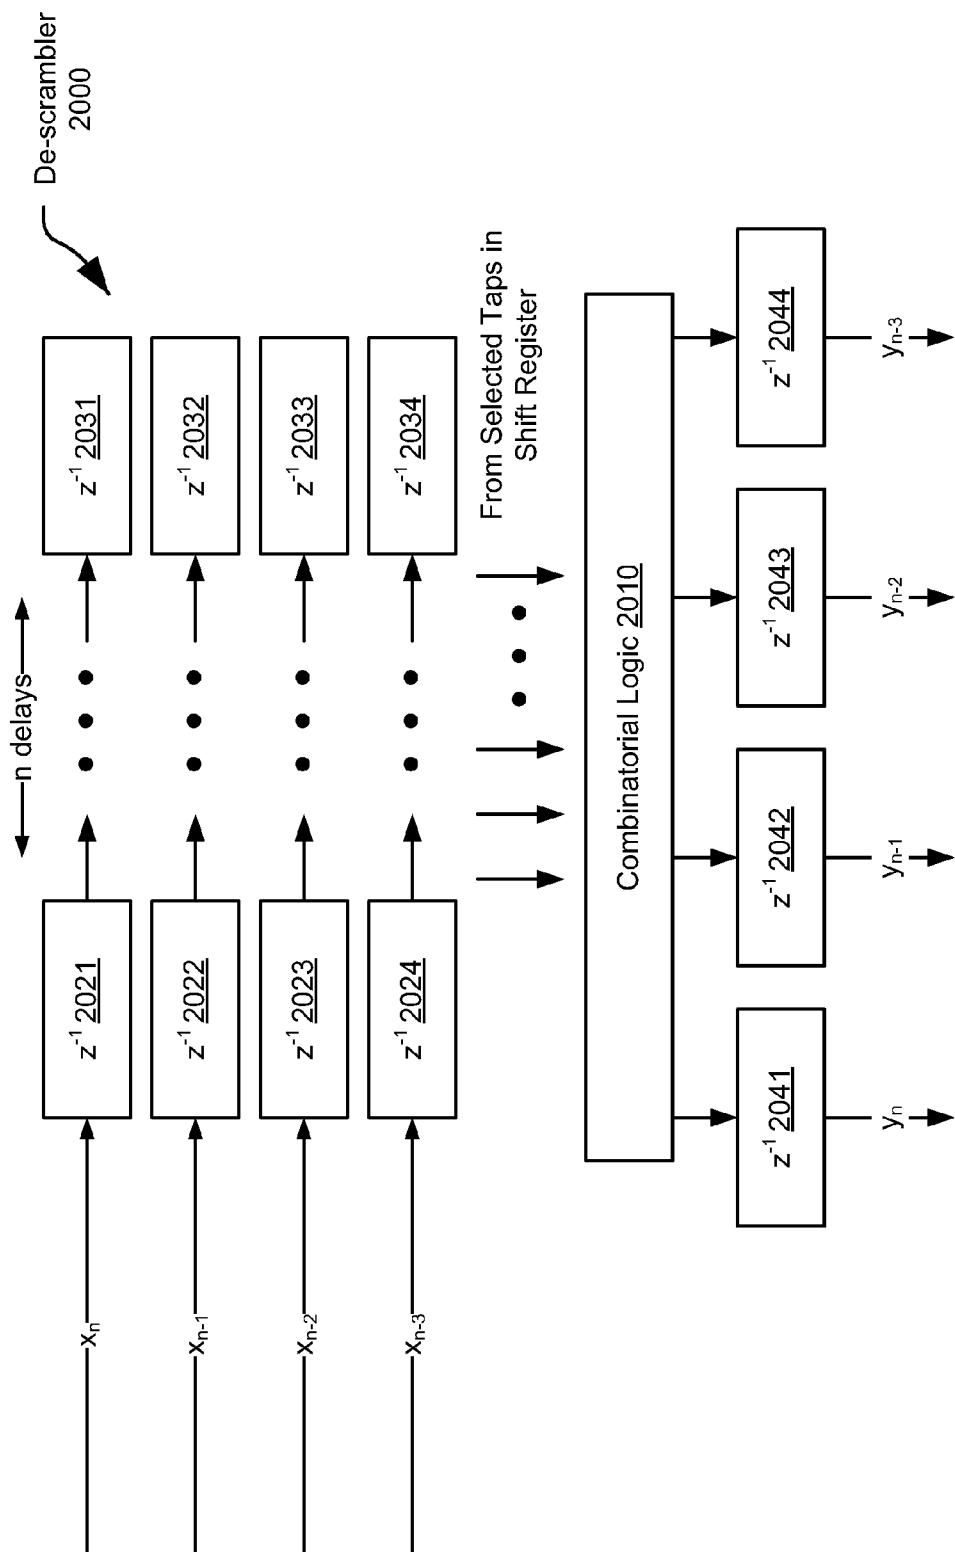 De-scrambler
2000
n delays
xₙ
z⁻¹ 2021
z⁻¹ 2031
xₙ₋₁
z⁻¹ 2022
z⁻¹ 2032
xₙ₋₂
z⁻¹ 2023
z⁻¹ 2033
xₙ₋₃
z⁻¹ 2024
z⁻¹ 2034
From Selected Taps in
Shift Register
Combinatorial Logic 2010
z⁻¹ 2041
z⁻¹ 2042
z⁻¹ 2043
z⁻¹ 2044
yₙ
yₙ₋₁
yₙ₋₂
yₙ₋₃